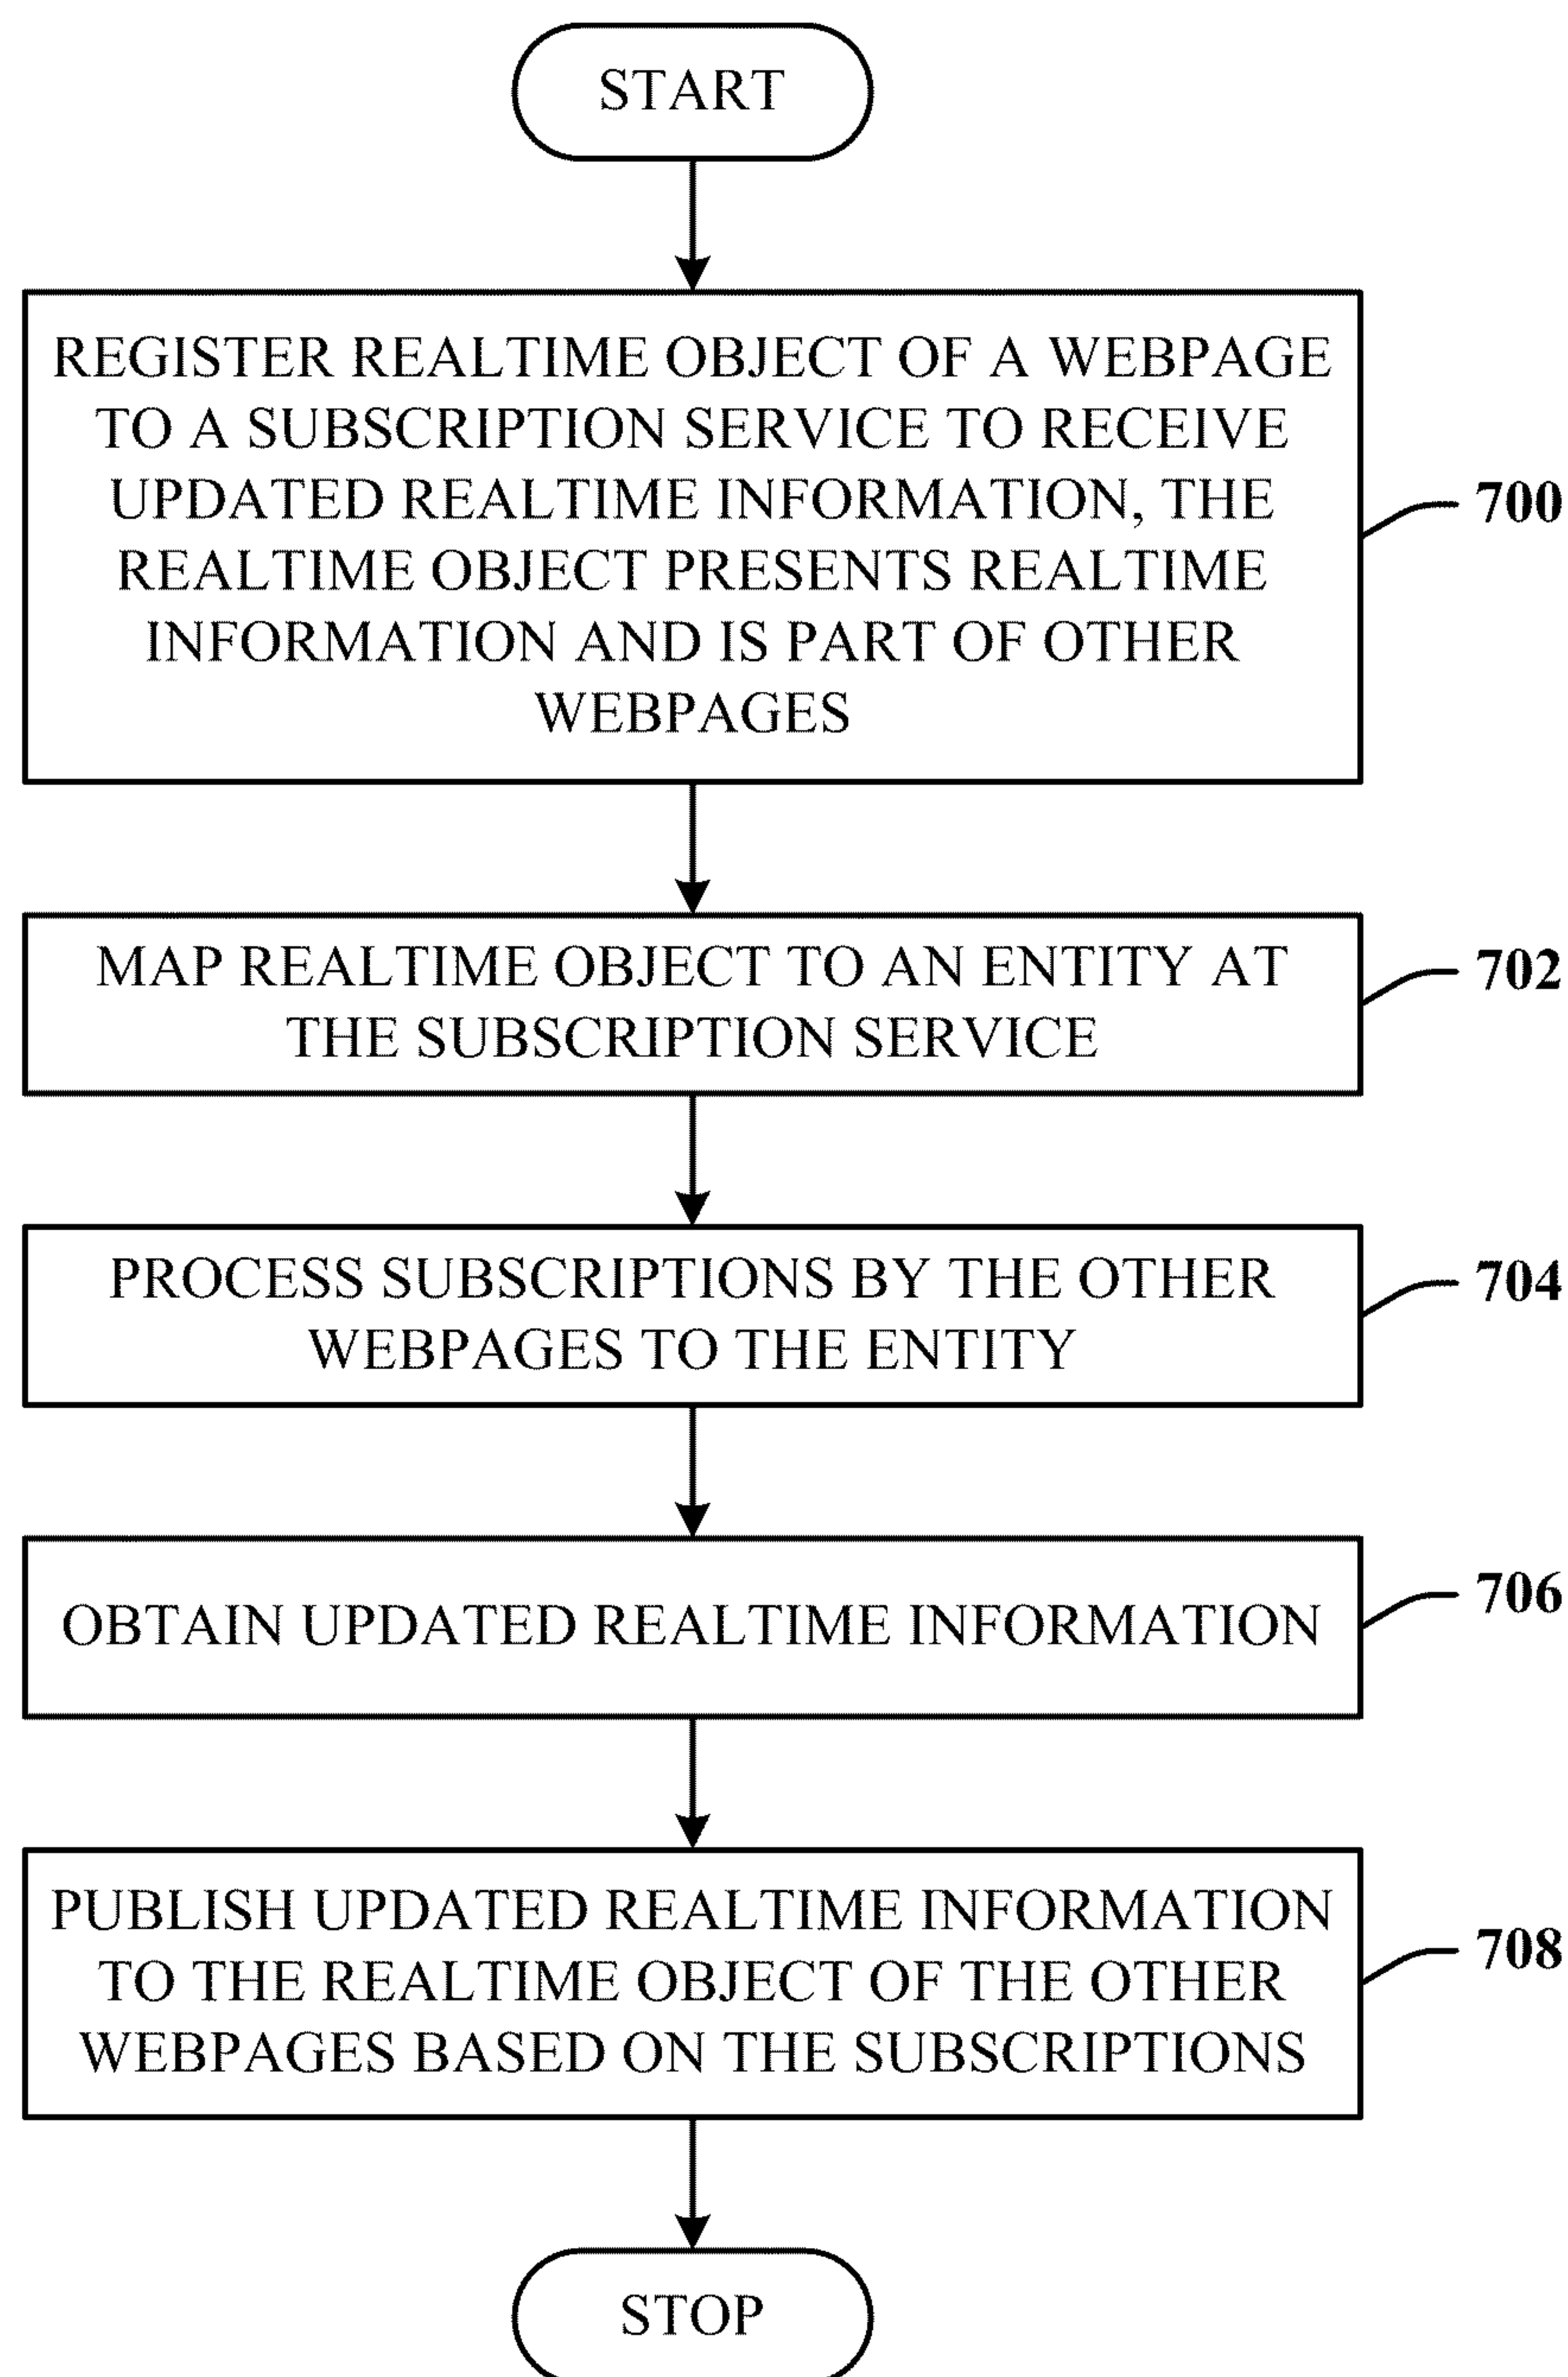 START
REGISTER REALTIME OBJECT OF A WEBPAGE
TO A SUBSCRIPTION SERVICE TO RECEIVE
UPDATED REALTIME INFORMATION, THE
REALTIME OBJECT PRESENTS REALTIME
INFORMATION AND IS PART OF OTHER
WEBPAGES
700
MAP REALTIME OBJECT TO AN ENTITY AT
THE SUBSCRIPTION SERVICE
702
PROCESS SUBSCRIPTIONS BY THE OTHER
WEBPAGES TO THE ENTITY
704
OBTAIN UPDATED REALTIME INFORMATION
706
PUBLISH UPDATED REALTIME INFORMATION
TO THE REALTIME OBJECT OF THE OTHER
WEBPAGES BASED ON THE SUBSCRIPTIONS
708
STOP